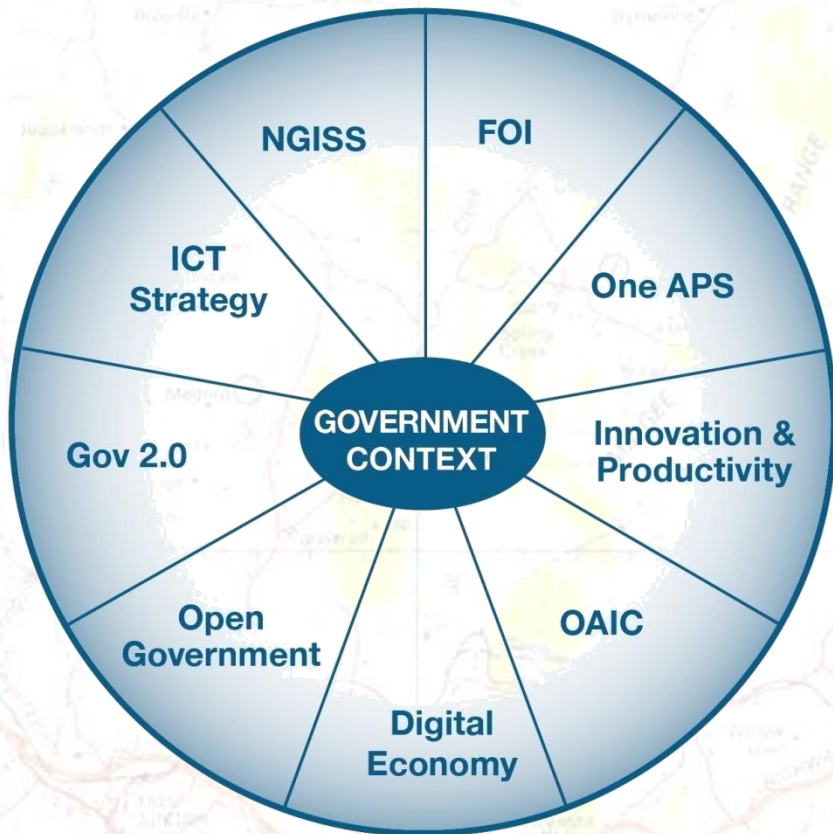 NGISS
FOI
One APS
Innovation &
Productivity
OAIC
Digital
Economy
Open
Government
Gov 2.0
ICT
Strategy
GOVERNMENT
CONTEXT